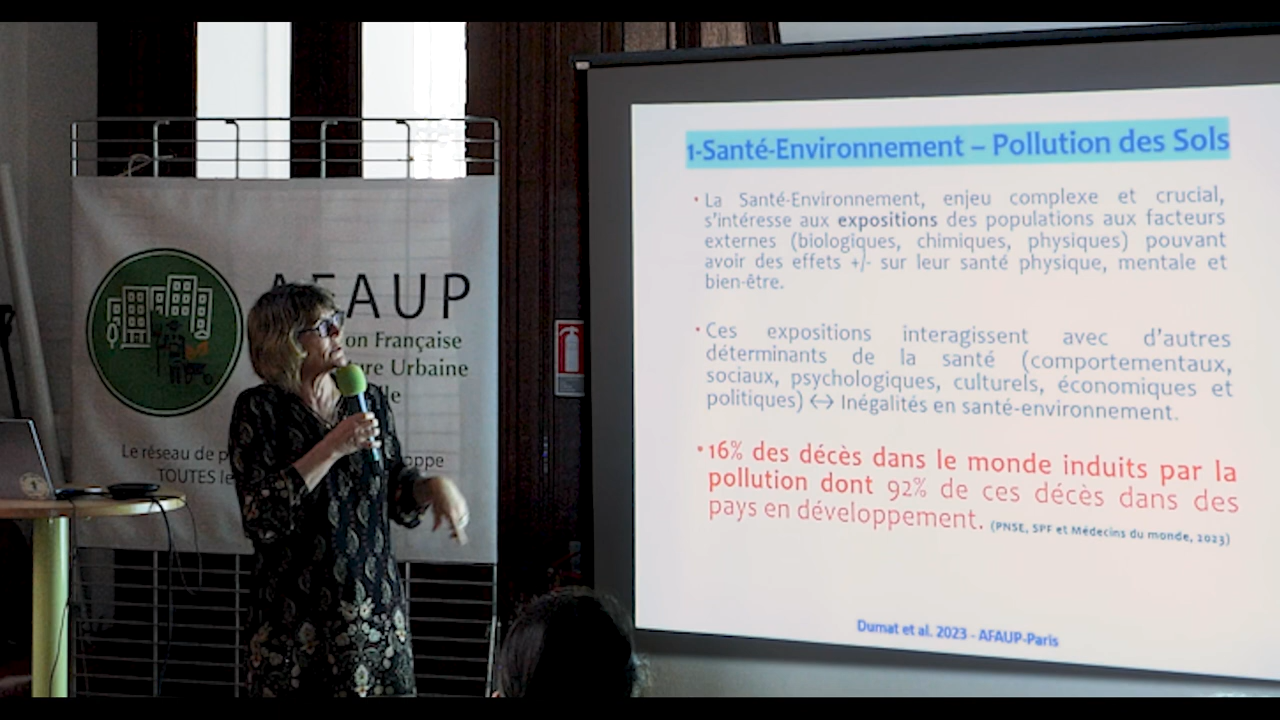 AFAUP
on Française
ure Urbaine
le
Le réseau de p
oppe
TOUTES le
1-Santé-Environnement – Pollution des Sols
• La Santé-Environnement, enjeu complexe et crucial,
s'intéresse aux expositions des populations aux facteurs
externes (biologiques, chimiques, physiques) pouvant
avoir des effets +/- sur leur santé physique, mentale et
bien-être.
• Ces expositions interagissent avec d'autres
déterminants de la santé (comportementaux,
sociaux, psychologiques, culturels, économiques et
politiques) ↔ Inégalités en santé-environnement.
• 16% des décès dans le monde induits par la
pollution dont 92% de ces décès dans des
pays en développement. (PNSE, SPF et Médecins du monde, 2023)
Dumat et al. 2023 - AFAUP-Paris